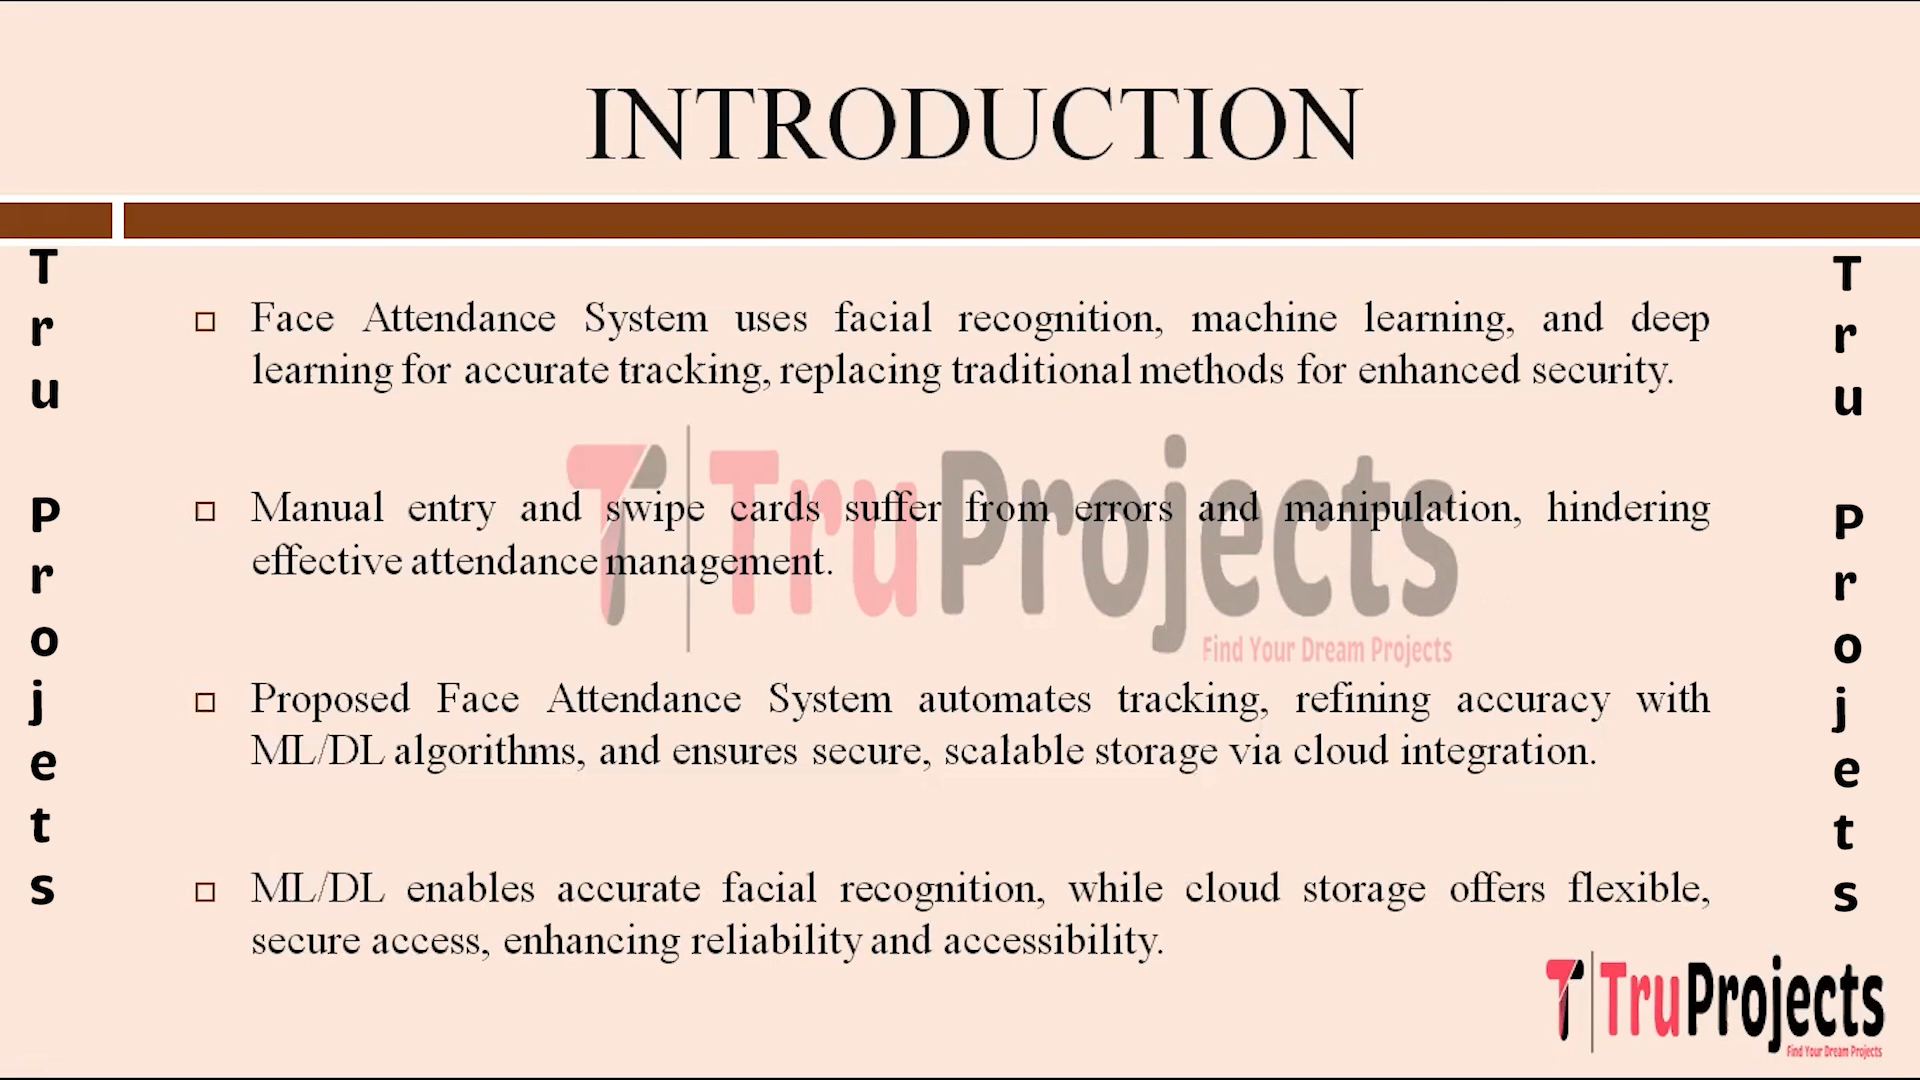 INTRODUCTION
Tru Projets
Face Attendance System uses facial recognition, machine learning, and deep
learning for accurate tracking, replacing traditional methods for enhanced security.
Manual entry and swipe cards suffer from errors and manipulation, hindering
effective attendance management.
TruProjects
Find Your Dream Projects
Proposed Face Attendance System automates tracking, refining accuracy with
ML/DL algorithms, and ensures secure, scalable storage via cloud integration.
ML/DL enables accurate facial recognition, while cloud storage offers flexible,
secure access, enhancing reliability and accessibility.
Tru Projets
TruProjects
Find Your Dream Projects